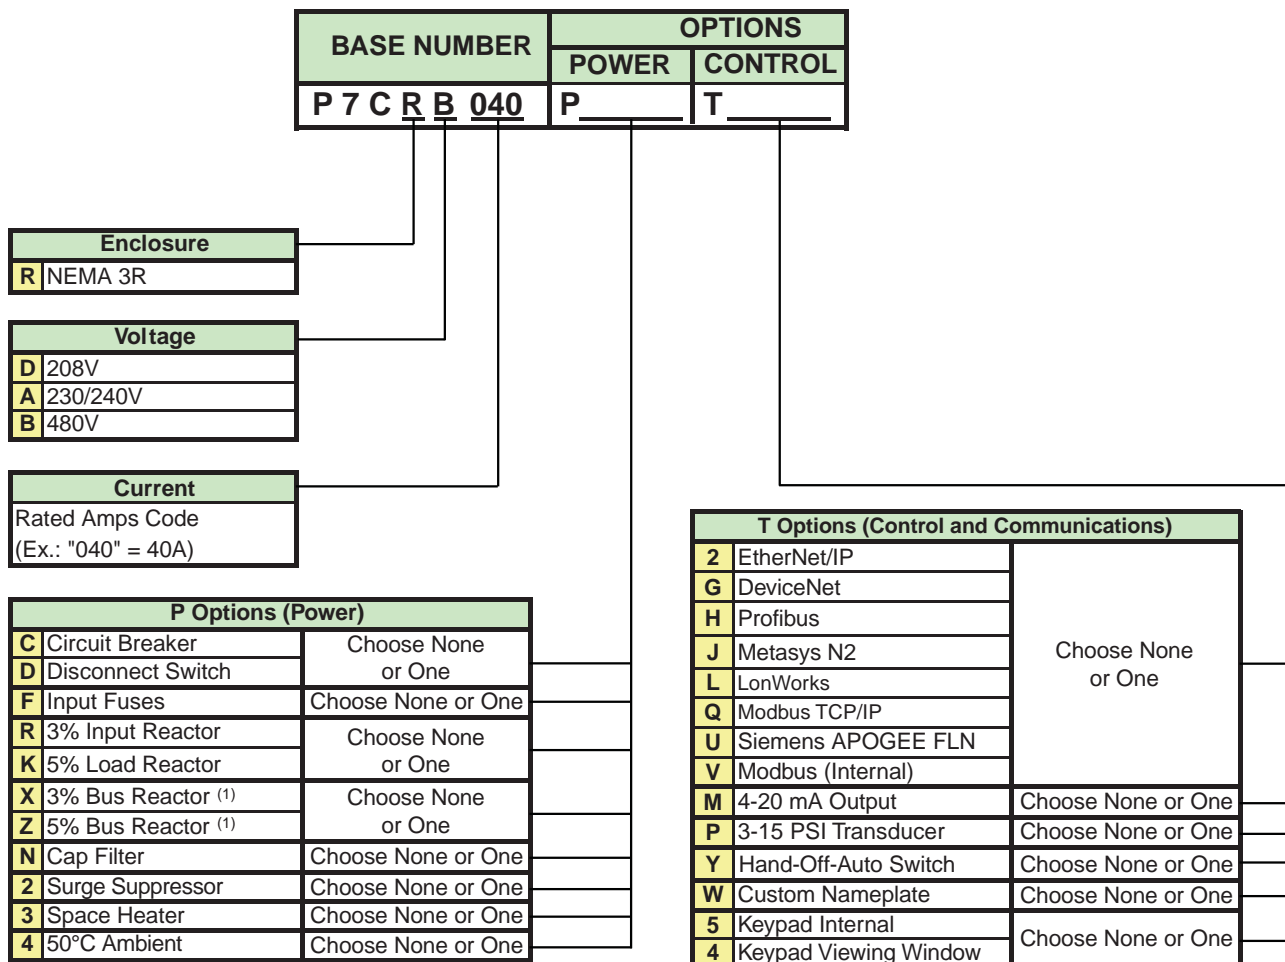 BASE NUMBER
OPTIONS
POWER
CONTROL
P 7 C R B 040
P
T
Enclosure
R NEMA 3R
Voltage
D 208V
A 230/240V
B 480V
Current
Rated Amps Code
(Ex.: "040" = 40A)
P Options (Power)
C Circuit Breaker
D Disconnect Switch
Choose None
or One
F Input Fuses Choose None or One
R 3% Input Reactor
K 5% Load Reactor
Choose None
or One
X 3% Bus Reactor (1)
Z 5% Bus Reactor (1)
Choose None
or One
N Cap Filter Choose None or One
2 Surge Suppressor Choose None or One
3 Space Heater Choose None or One
4 50°C Ambient Choose None or One
T Options (Control and Communications)
2 EtherNet/IP
G DeviceNet
H Profibus
J Metasys N2
L LonWorks
Q Modbus TCP/IP
U Siemens APOGEE FLN
V Modbus (Internal)
Choose None
or One
M 4-20 mA Output Choose None or One
P 3-15 PSI Transducer Choose None or One
Y Hand-Off-Auto Switch Choose None or One
W Custom Nameplate Choose None or One
5 Keypad Internal
4 Keypad Viewing Window
Choose None or One